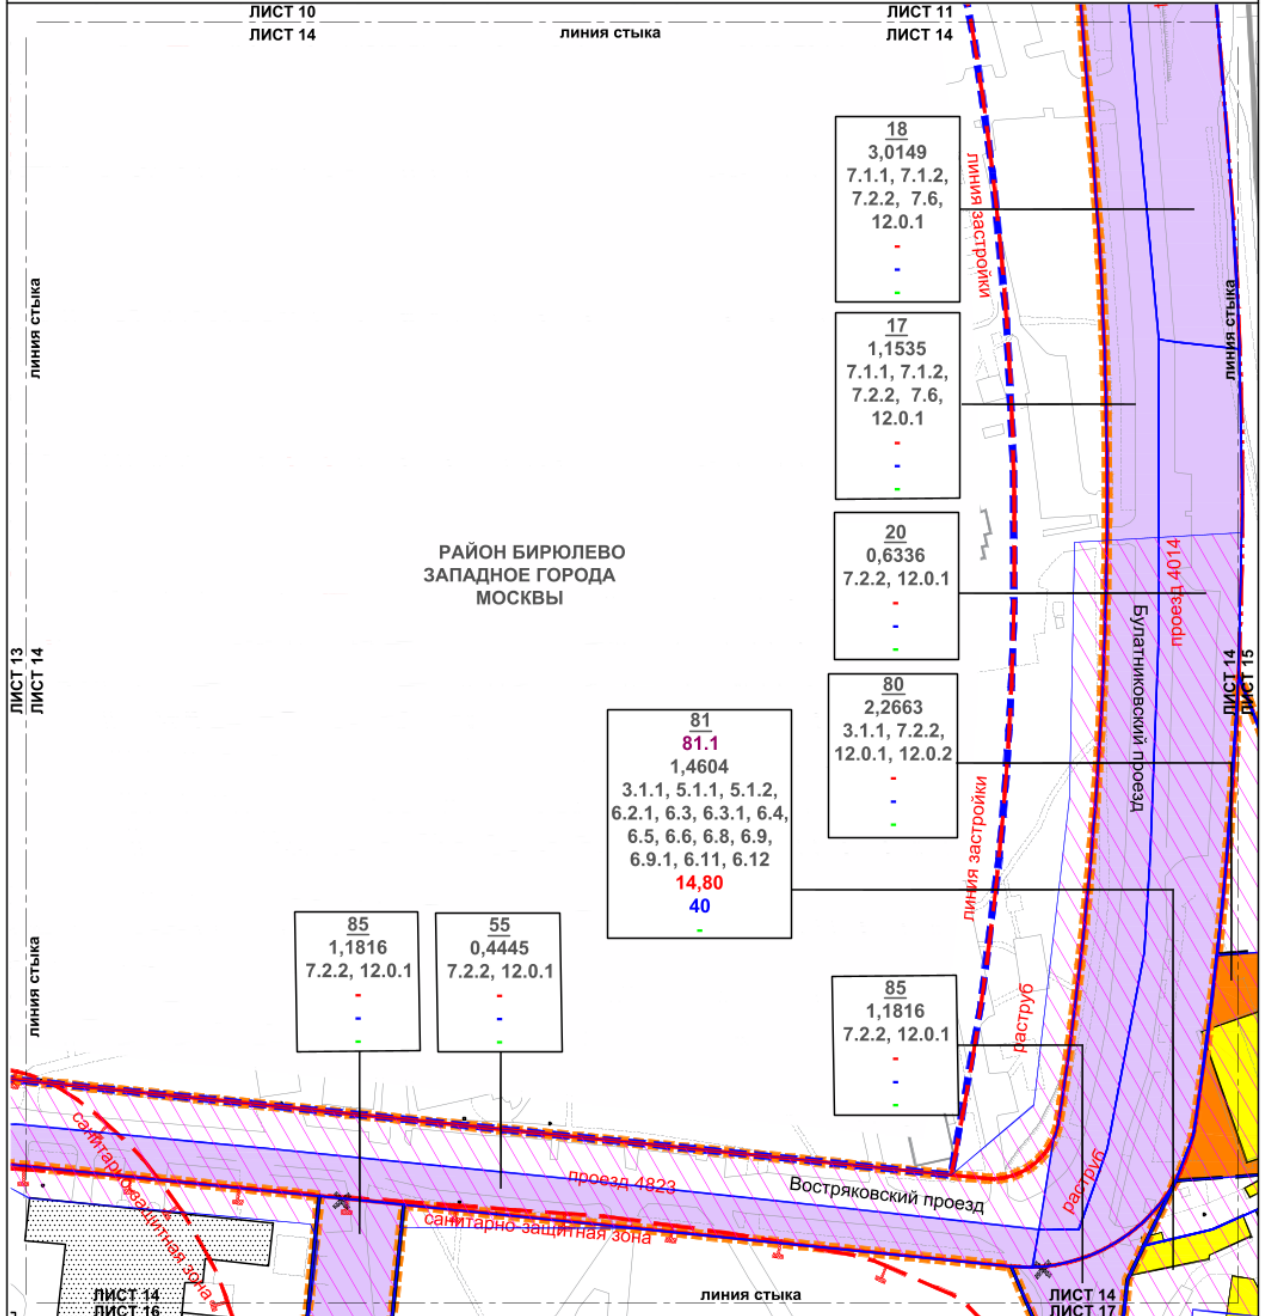 ЛИСТ 10
ЛИСТ 14
линия стыка
ЛИСТ 11
ЛИСТ 14
18
3,0149
7.1.1, 7.1.2,
7.2.2, 7.6,
12.0.1
-
-
-
линия застройки
линия стыка
линия стыка
17
1,1535
7.1.1, 7.1.2,
7.2.2, 7.6,
12.0.1
-
-
-
20
0,6336
7.2.2, 12.0.1
-
-
-
РАЙОН БИРЮЛЕВО
ЗАПАДНОЕ ГОРОДА
МОСКВЫ
проезд 4014
Булатниковский проезд
ЛИСТ 13
ЛИСТ 14
ЛИСТ 14
ЛИСТ 15
80
2,2663
3.1.1, 7.2.2,
12.0.1, 12.0.2
-
-
-
81
81.1
1,4604
3.1.1, 5.1.1, 5.1.2,
6.2.1, 6.3, 6.3.1, 6.4,
6.5, 6.6, 6.8, 6.9,
6.9.1, 6.11, 6.12
14,80
40
-
линия застройки
85
1,1816
7.2.2, 12.0.1
-
-
-
55
0,4445
7.2.2, 12.0.1
-
-
-
85
1,1816
7.2.2, 12.0.1
-
-
-
линия стыка
раструб
раструб
санитарно-защитная зона
проезд 4823
Востряковский проезд
санитарно-защитная зона
ЛИСТ 14
ЛИСТ 16
линия стыка
ЛИСТ 14
ЛИСТ 17